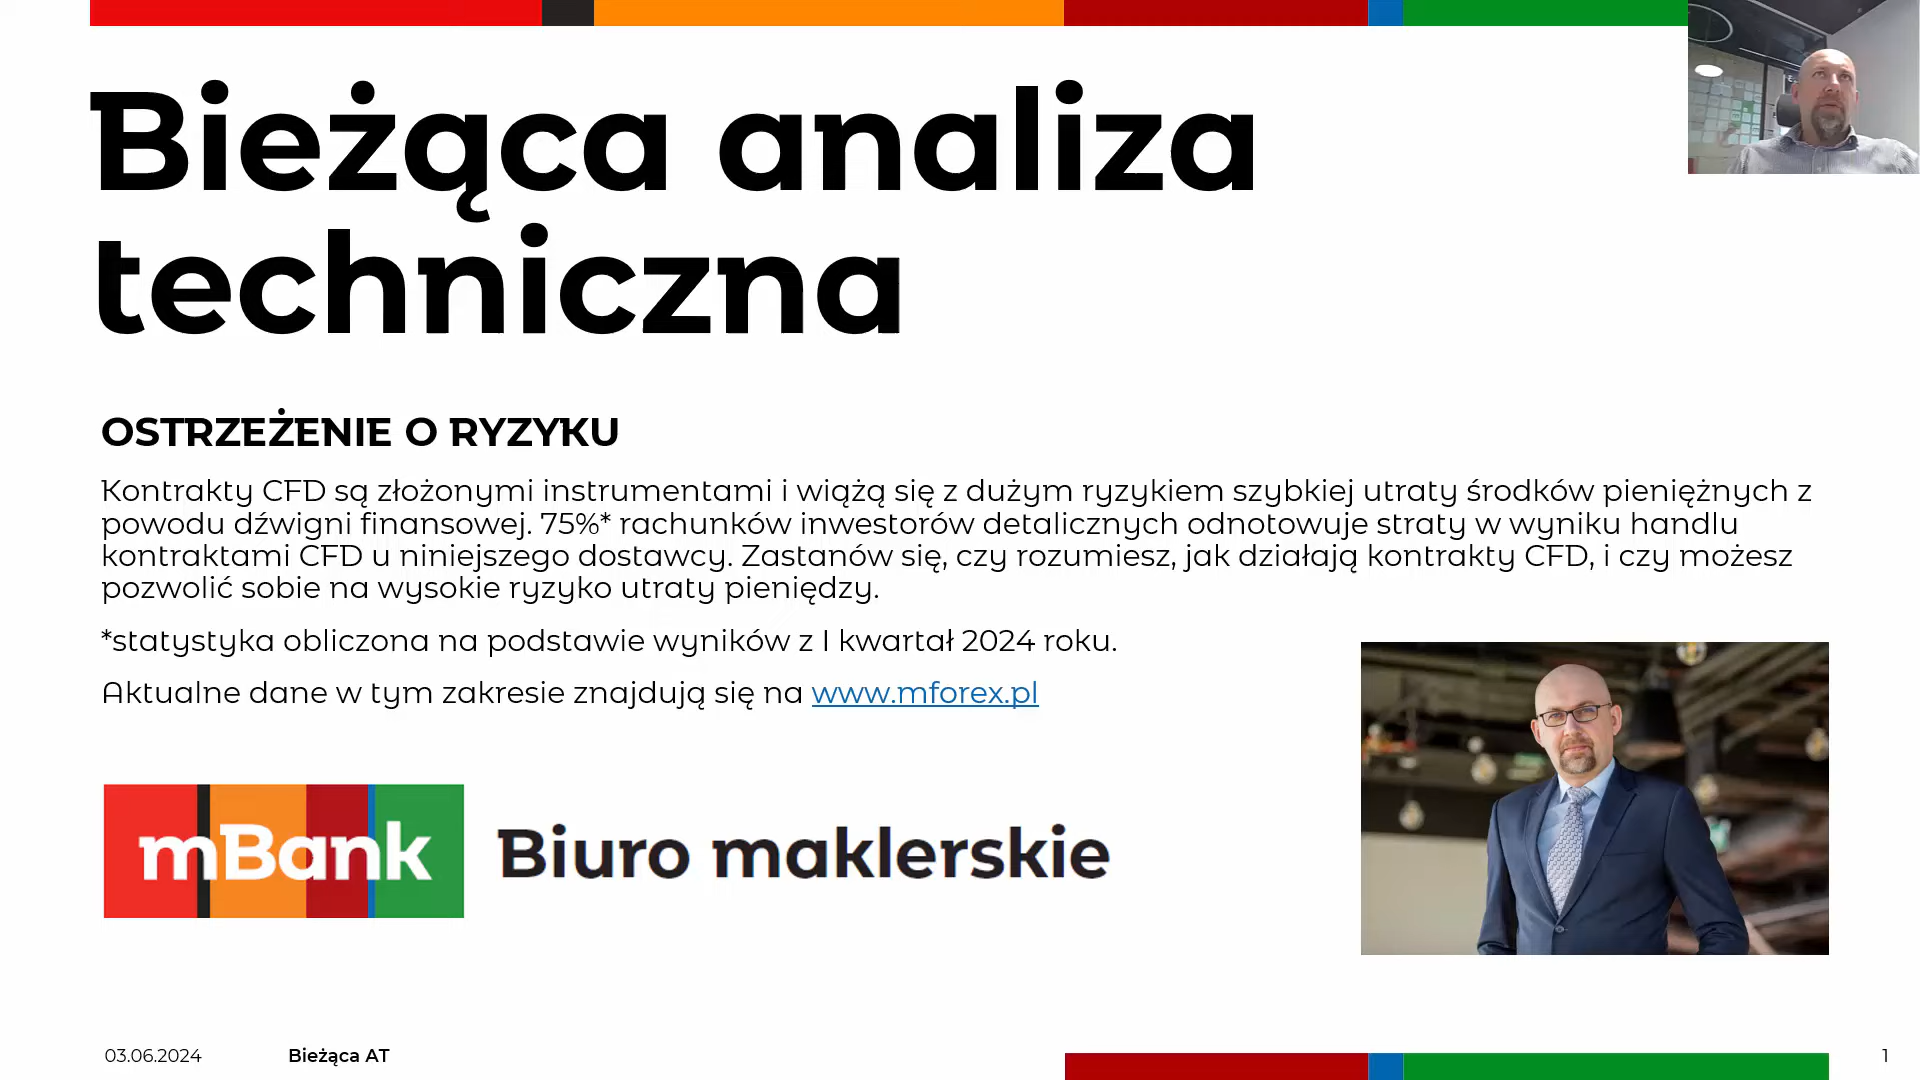 Bieżąca analiza
techniczna
OSTRZEŻENIE O RYZYKU
Kontrakty CFD są złożonymi instrumentami i wiążą się z dużym ryzykiem szybkiej utraty środków pieniężnych z
powodu dźwigni finansowej. 75%* rachunków inwestorów detalicznych odnotowuje straty w wyniku handlu
kontraktami CFD u niniejszego dostawcy. Zastanów się, czy rozumiesz, jak działają kontrakty CFD, i czy możesz
pozwolić sobie na wysokie ryzyko utraty pieniędzy.
*statystyka obliczona na podstawie wyników z I kwartał 2024 roku.
Aktualne dane w tym zakresie znajdują się na www.mforex.pl
mBank Biuro maklerskie
03.06.2024 Bieżąca AT 1